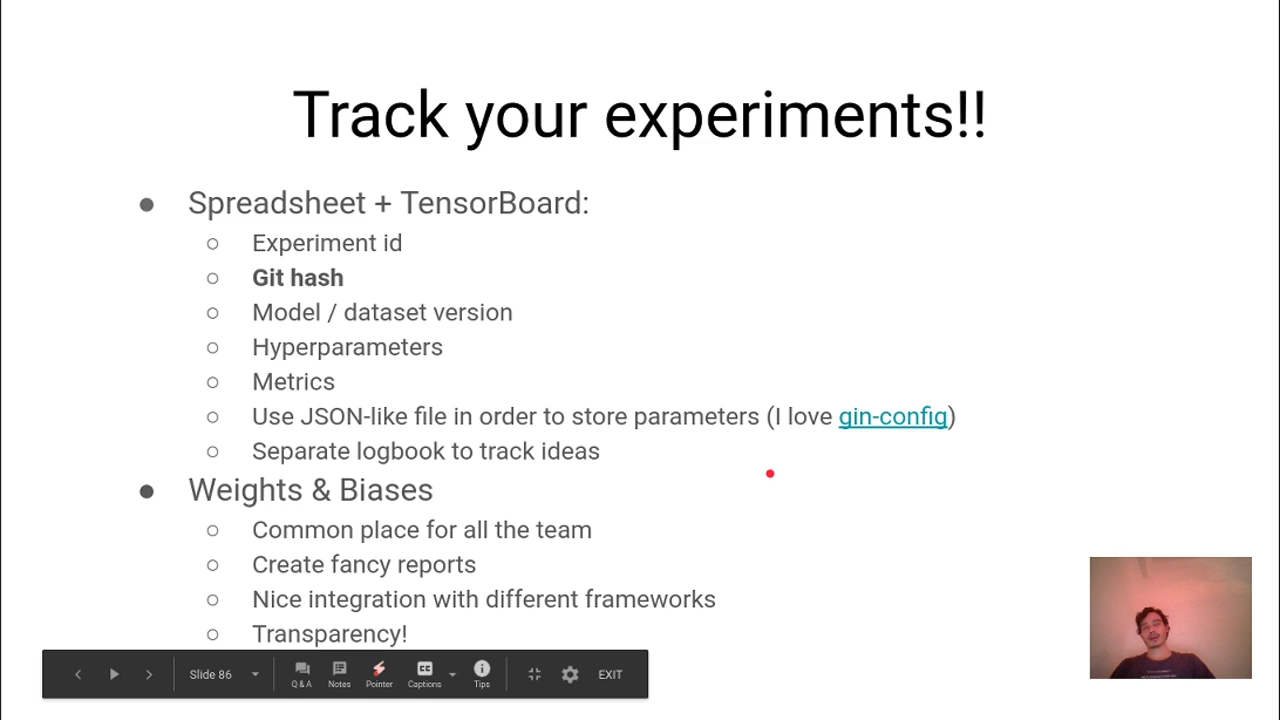 Track your experiments!!
● Spreadsheet + TensorBoard:
○ Experiment id
○ Git hash
○ Model / dataset version
○ Hyperparameters
○ Metrics
○ Use JSON-like file in order to store parameters (I love gin-config)
○ Separate logbook to track ideas
● Weights & Biases
○ Common place for all the team
○ Create fancy reports
○ Nice integration with different frameworks
○ Transparency!
Slide 86 Q & A Notes Pointer CC Captions Tips EXIT